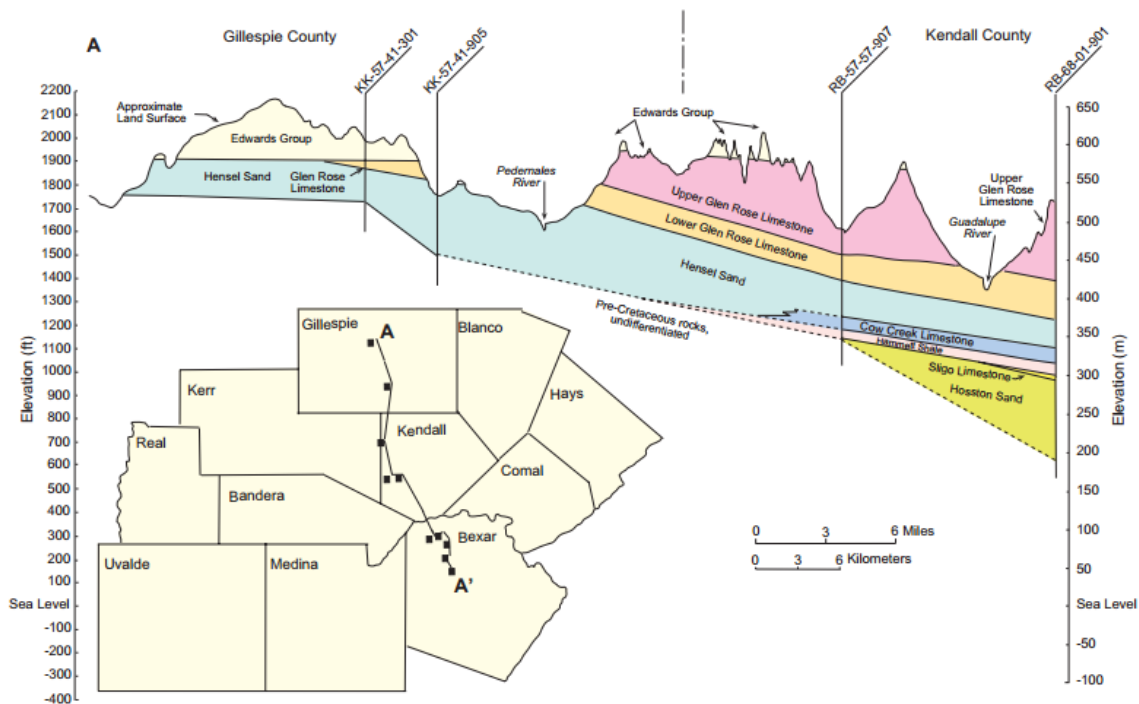 A
Gillespie County
Kendall County
KK-57-41-301
KK-57-41-905
RB-57-57-907
RB-68-01-901
Approximate
Land Surface
Edwards Group
Hensel Sand
Glen Rose
Limestone
Pedernales
River
Edwards Group
Upper Glen Rose Limestone
Lower Glen Rose Limestone
Hensel Sand
Upper
Glen Rose
Limestone
Guadalupe
River
Pre-Cretaceous rocks,
undifferentiated
Cow Creek Limestone
Hammett Shale
Sligo Limestone
Hosston Sand
Elevation (ft)
2200
2100
2000
1900
1800
1700
1600
1500
1400
1300
1200
1100
1000
900
800
700
600
500
400
300
200
100
Sea Level
-100
-200
-300
-400
Elevation (m)
650
600
550
500
450
400
350
300
250
200
150
100
50
Sea Level
-50
-100
Gillespie
A
Blanco
Hays
Kerr
Kendall
Real
Comal
Bandera
Bexar
Uvalde
Medina
A'
0 3 6 Miles
0 3 6 Kilometers